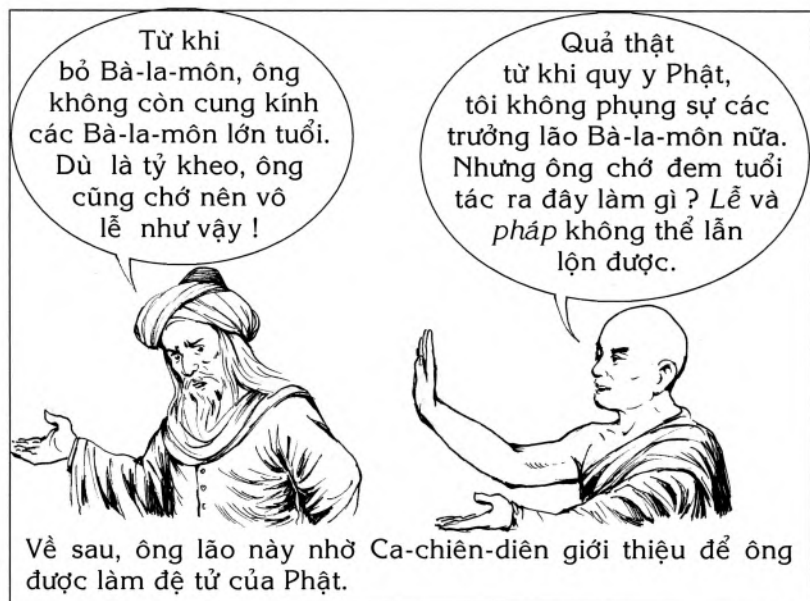 Từ khi
bỏ Bà-la-môn, ông
không còn cung kính
các Bà-la-môn lớn tuổi.
Dù là tỷ kheo, ông
cũng chớ nên vô
lễ như vậy !
Quả thật
từ khi quy y Phật,
tôi không phụng sự các
trưởng lão Bà-la-môn nữa.
Nhưng ông chớ đem tuổi
tác ra đây làm gì ? Lễ và
pháp không thể lẫn
lộn được.
Về sau, ông lão này nhờ Ca-chiên-diên giới thiệu để ông
được làm đệ tử của Phật.